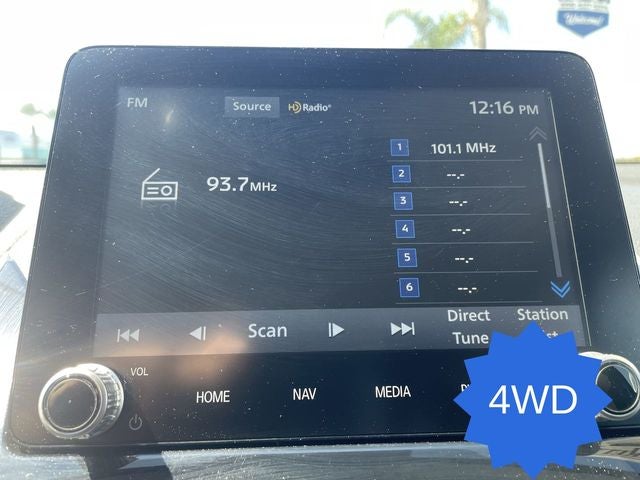 Welcome!
FM
Source
HD Radio
12:16 PM
93.7MHz
1 101.1 MHz
2 --.-
3 --.-
4 --.-
5 --.-
6 --.-
Scan
Direct
Tune
Station
VOL
HOME
NAV
MEDIA
4WD